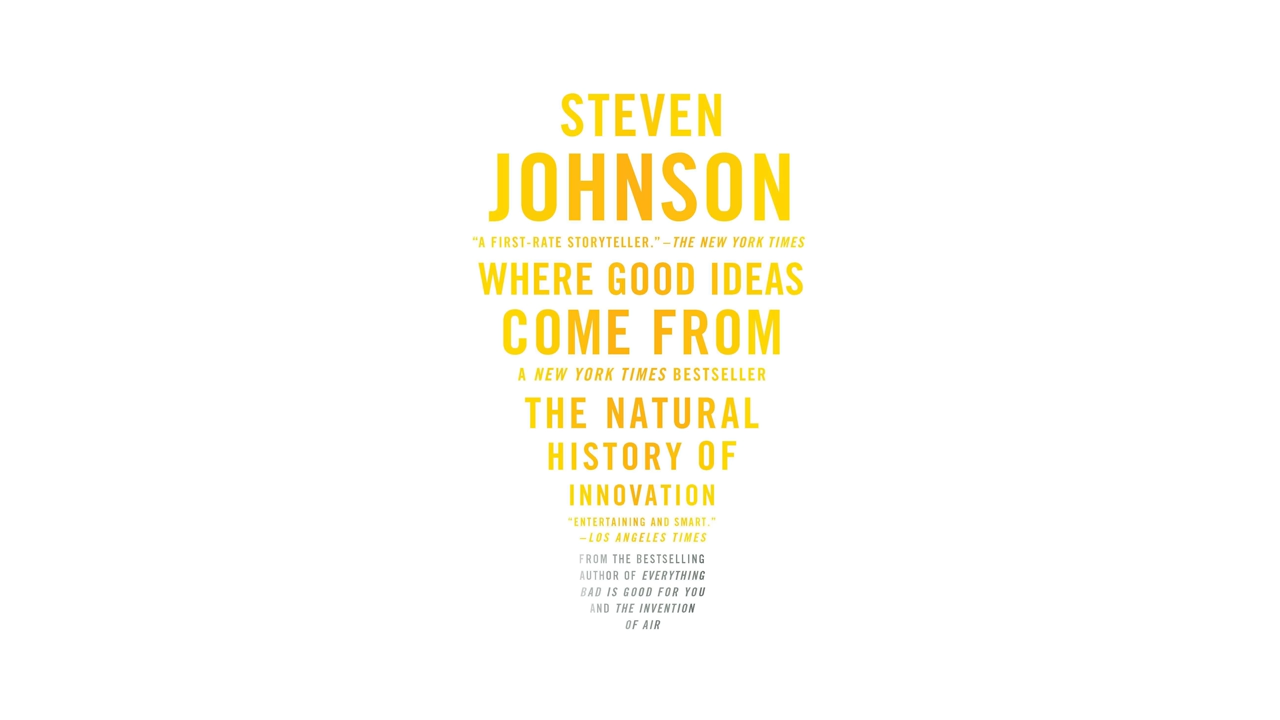 STEVEN
JOHNSON
“A FIRST-RATE STORYTELLER.”–THE NEW YORK TIMES
WHERE GOOD IDEAS
COME FROM
A NEW YORK TIMES BESTSELLER
THE NATURAL
HISTORY OF
INNOVATION
“ENTERTAINING AND SMART.”
–LOS ANGELES TIMES
FROM THE BESTSELLING
AUTHOR OF EVERYTHING
BAD IS GOOD FOR YOU
AND THE INVENTION
OF AIR